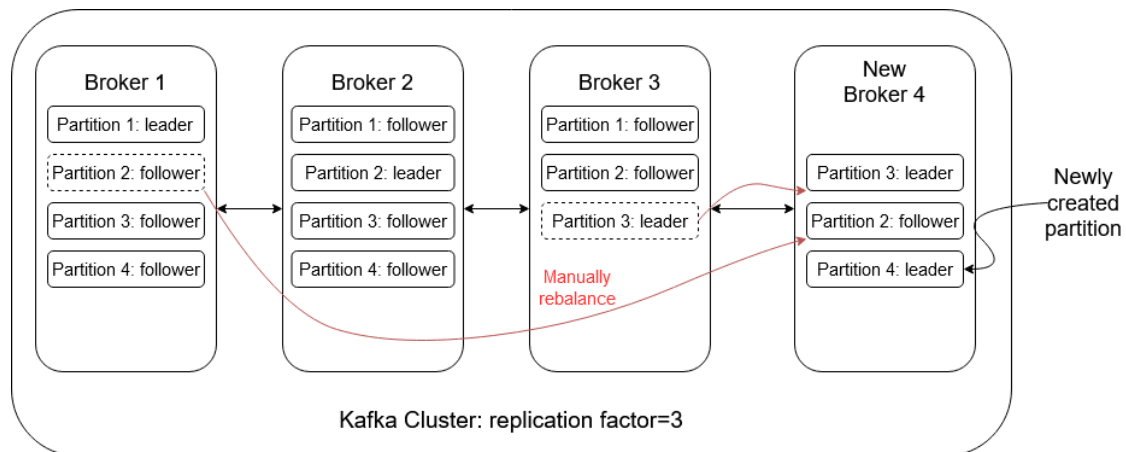 Broker 1
Partition 1: leader
Partition 2: follower
Partition 3: follower
Partition 4: follower
Broker 2
Partition 1: follower
Partition 2: leader
Partition 3: follower
Partition 4: follower
Broker 3
Partition 1: follower
Partition 2: follower
Partition 3: leader
Manually
rebalance
New
Broker 4
Partition 3: leader
Partition 2: follower
Partition 4: leader
Newly
created
partition
Kafka Cluster: replication factor=3